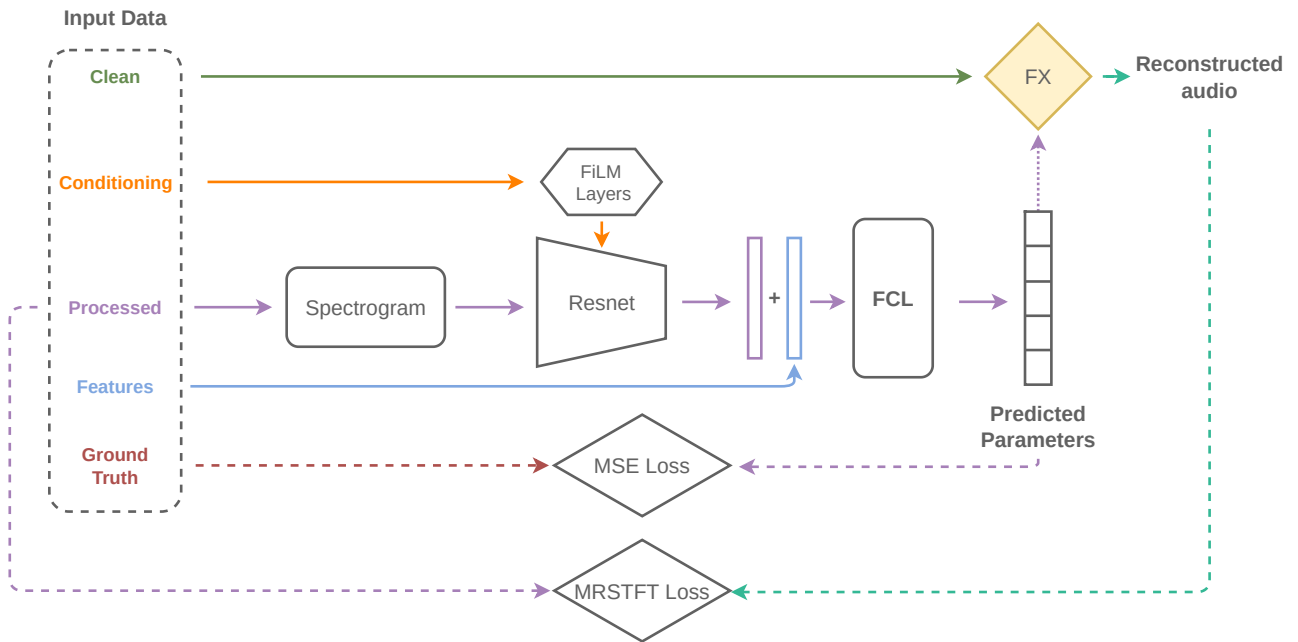 Input Data
Clean
FX
Reconstructed
audio
Conditioning
FiLM
Layers
Processed
Spectrogram
Resnet
+
FCL
Features
Predicted
Parameters
Ground
Truth
MSE Loss
MRSTFT Loss